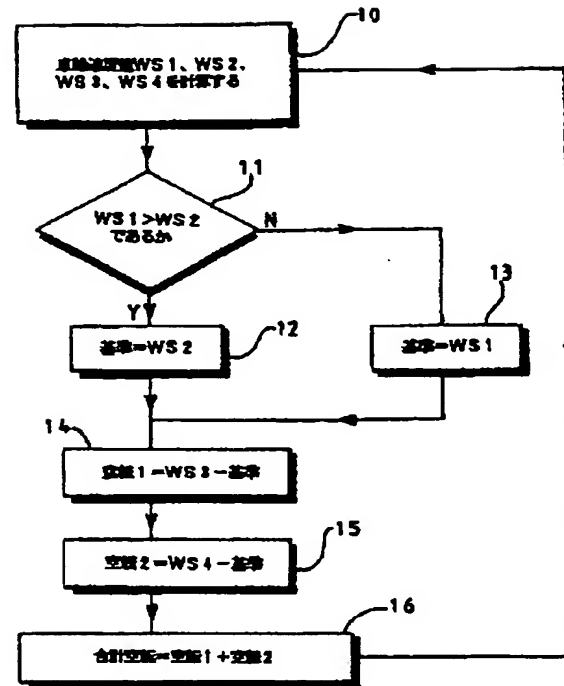 10
車輪速度値WS1、WS2、
WS3、WS4を計算する
11
WS1>WS2
であるか
N
Y
12
基準=WS2
13
基準=WS1
14
空転1=WS3-基準
15
空転2=WS4-基準
16
合計空転=空転1+空転2